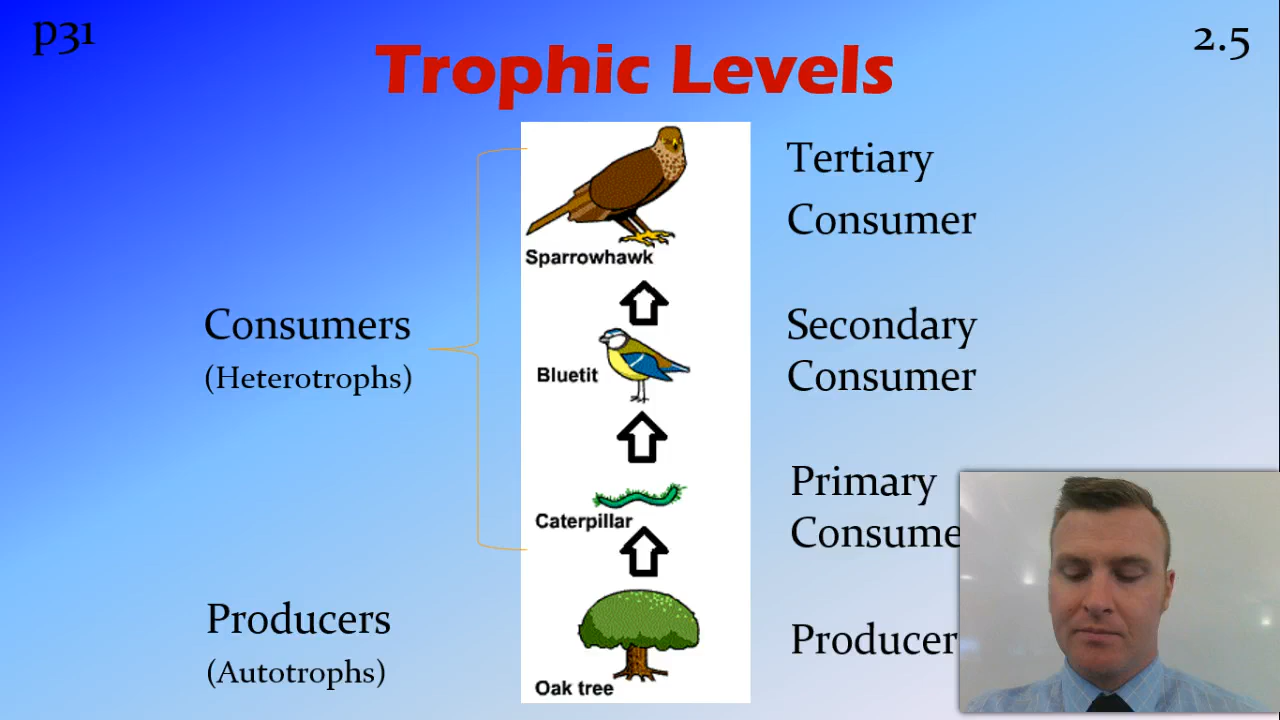 p31
2.5
Trophic Levels
Tertiary
Consumer
Sparrowhawk
Consumers
(Heterotrophs)
Secondary
Consumer
Bluetit
Primary
Consume
Caterpillar
Producers
(Autotrophs)
Producer
Oak tree